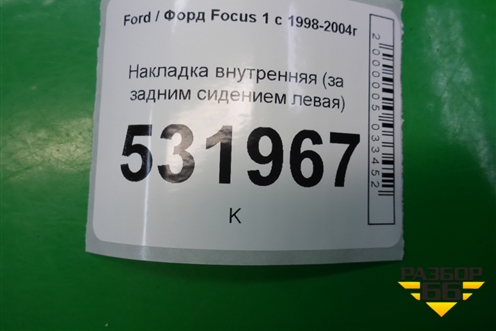 Ford / Форд Focus 1 с 1998-2004г
Накладка внутренняя (за
задним сидением левая)
531967
К
2000005033452
РАЗБОР
66